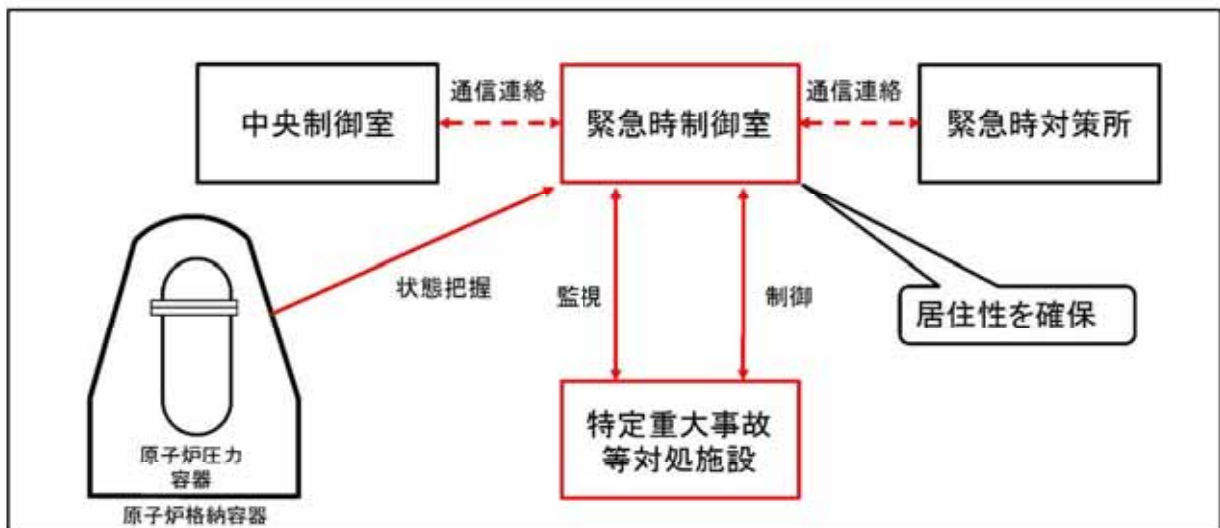 通信連絡
通信連絡
中央制御室
緊急時制御室
緊急時対策所
状態把握
監視
制御
居住性を確保
特定重大事故
等対処施設
原子炉圧力
容器
原子炉格納容器